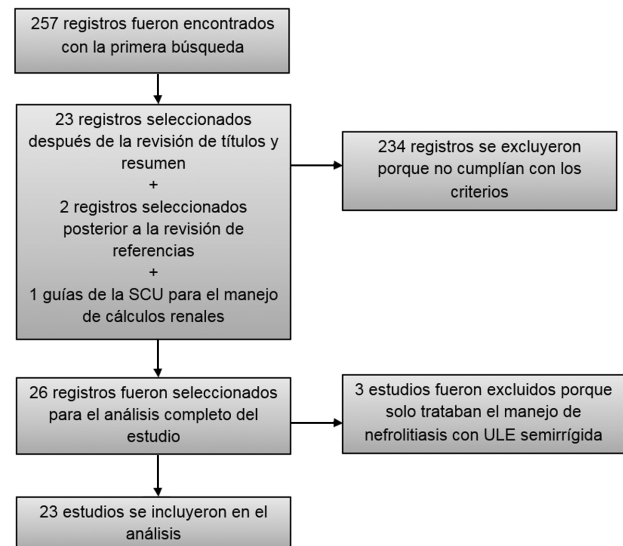 257 registros fueron encontrados
con la primera búsqueda
23 registros seleccionados
después de la revisión de títulos y
resumen
+
2 registros seleccionados
posterior a la revisión de
referencias
+
1 guías de la SCU para el manejo
de cálculos renales
234 registros se excluyeron
porque no cumplían con los
criterios
26 registros fueron seleccionados
para el análisis completo del
estudio
3 estudios fueron excluidos porque
solo trataban el manejo de
nefrolitiasis con ULE semirrígida
23 estudios se incluyeron en el
análisis